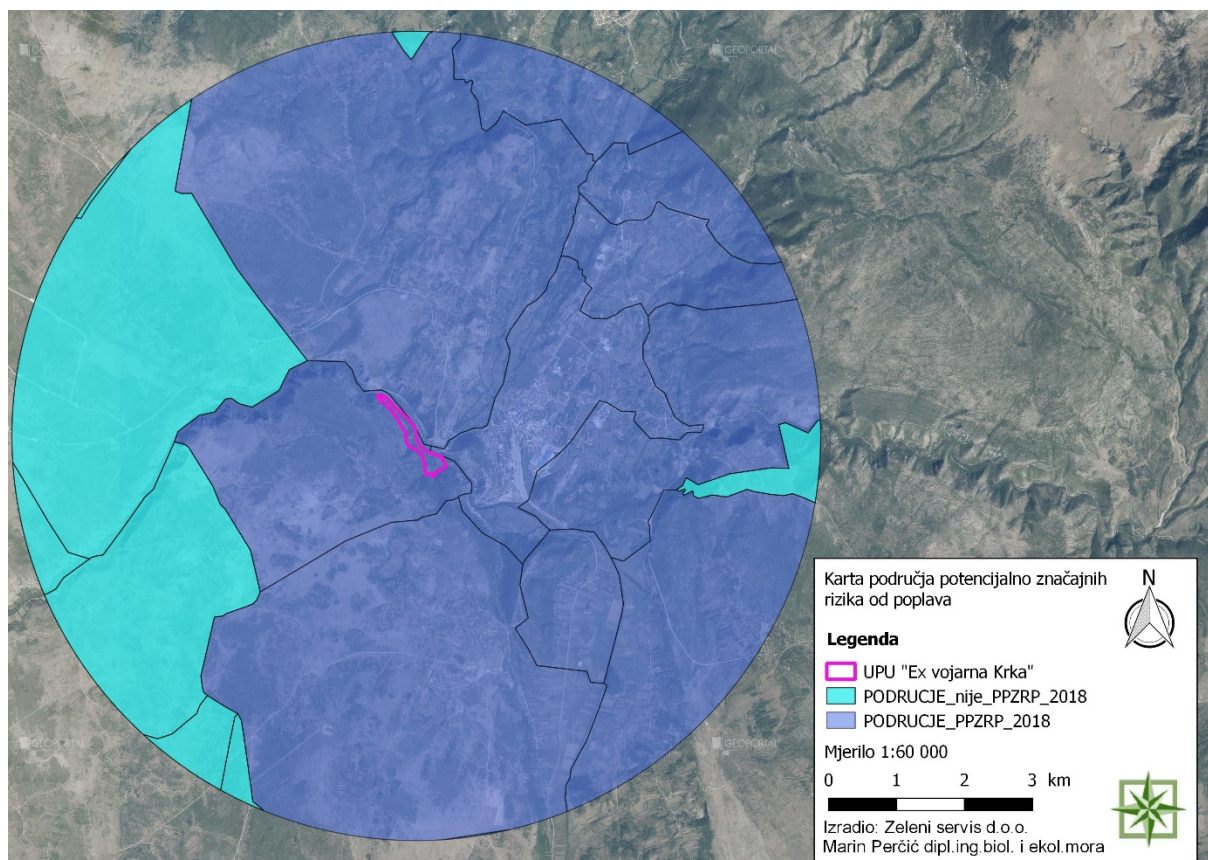 GEOPORTAL
GEOPORTAL
GEOPORTAL
GEOPORTAL
Karta područja potencijalno značajnih
rizika od poplava
N
Legenda
UPU "Ex vojarna Krka"
PODRUCJE_nije_PPZRP_2018
PODRUCJE_PPZRP_2018
Mjerilo 1:60 000
0 1 2 3 km
Izradio: Zeleni servis d.o.o.
Marin Perčić dipl.ing.biol. i ekol.mora